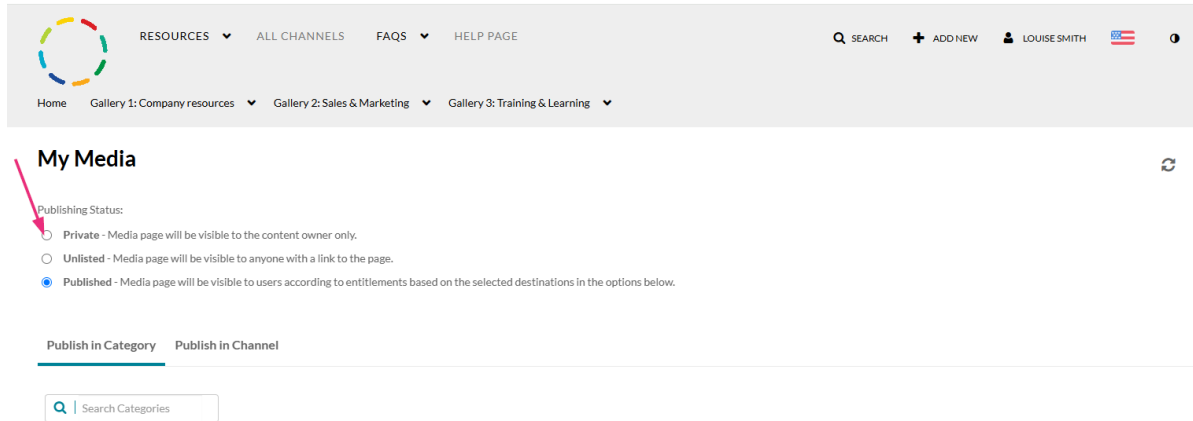 RESOURCES ALL CHANNELS FAQS HELP PAGE SEARCH ADD NEW LOUISE SMITH
Home Gallery 1: Company resources Gallery 2: Sales & Marketing Gallery 3: Training & Learning
My Media
Publishing Status:
Private - Media page will be visible to the content owner only.
Unlisted - Media page will be visible to anyone with a link to the page.
Published - Media page will be visible to users according to entitlements based on the selected destinations in the options below.
Publish in Category Publish in Channel
Search Categories